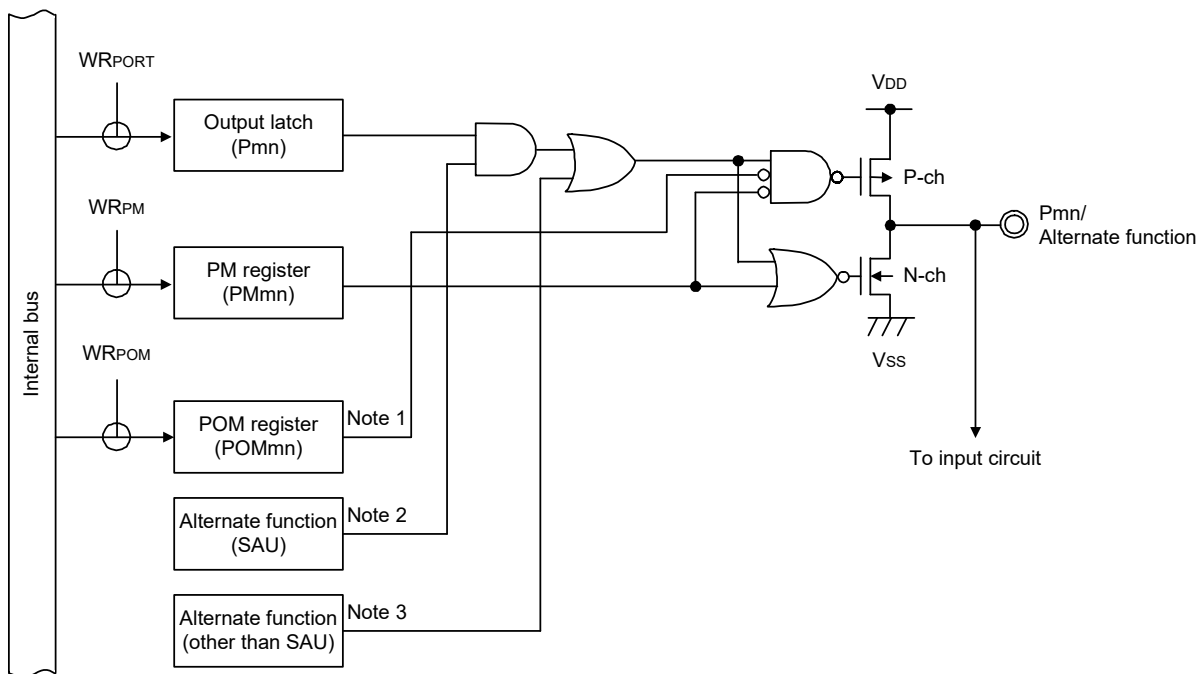 WRPORT
Output latch
(Pmn)
VDD
P-ch
WRPM
Pmn/
Alternate function
PM register
(PMmn)
N-ch
Internal bus
WRPOM
VSS
POM register
(POMmn)
Note 1
To input circuit
Alternate function
(SAU)
Note 2
Alternate function
(other than SAU)
Note 3